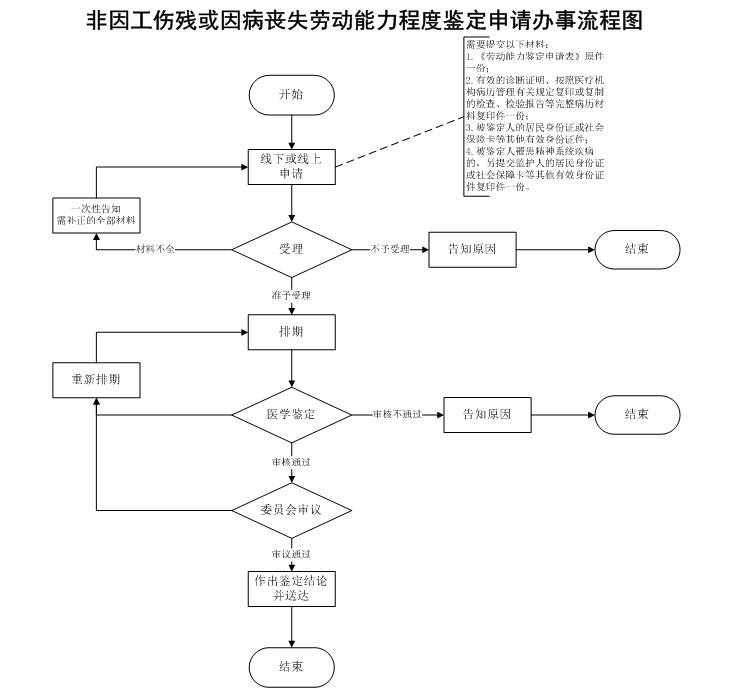 非因工伤残或因病丧失劳动能力程度鉴定申请办事流程图
需要提交以下材料:
1.《劳动能力鉴定申请表》原件
一份;
2.有效的诊断证明、按照医疗机
构病历管理有关规定复印或复制
的检查、检验报告等完整病历材
料复印件一份;
3.被鉴定人的居民身份证或社会
保障卡等其他有效身份证件;
4.被鉴定人罹患精神系统疾病
的,另提交监护人的居民身份证
或社会保障卡等其他有效身份证
件复印件一份。
开始
线下或线上
申请
一次性告知
需补正的全部材料
材料不全
受理
不予受理
告知原因
结束
准予受理
排期
重新排期
医学鉴定
审核不通过
告知原因
结束
审核通过
委员会审议
审议通过
作出鉴定结论
并送达
结束